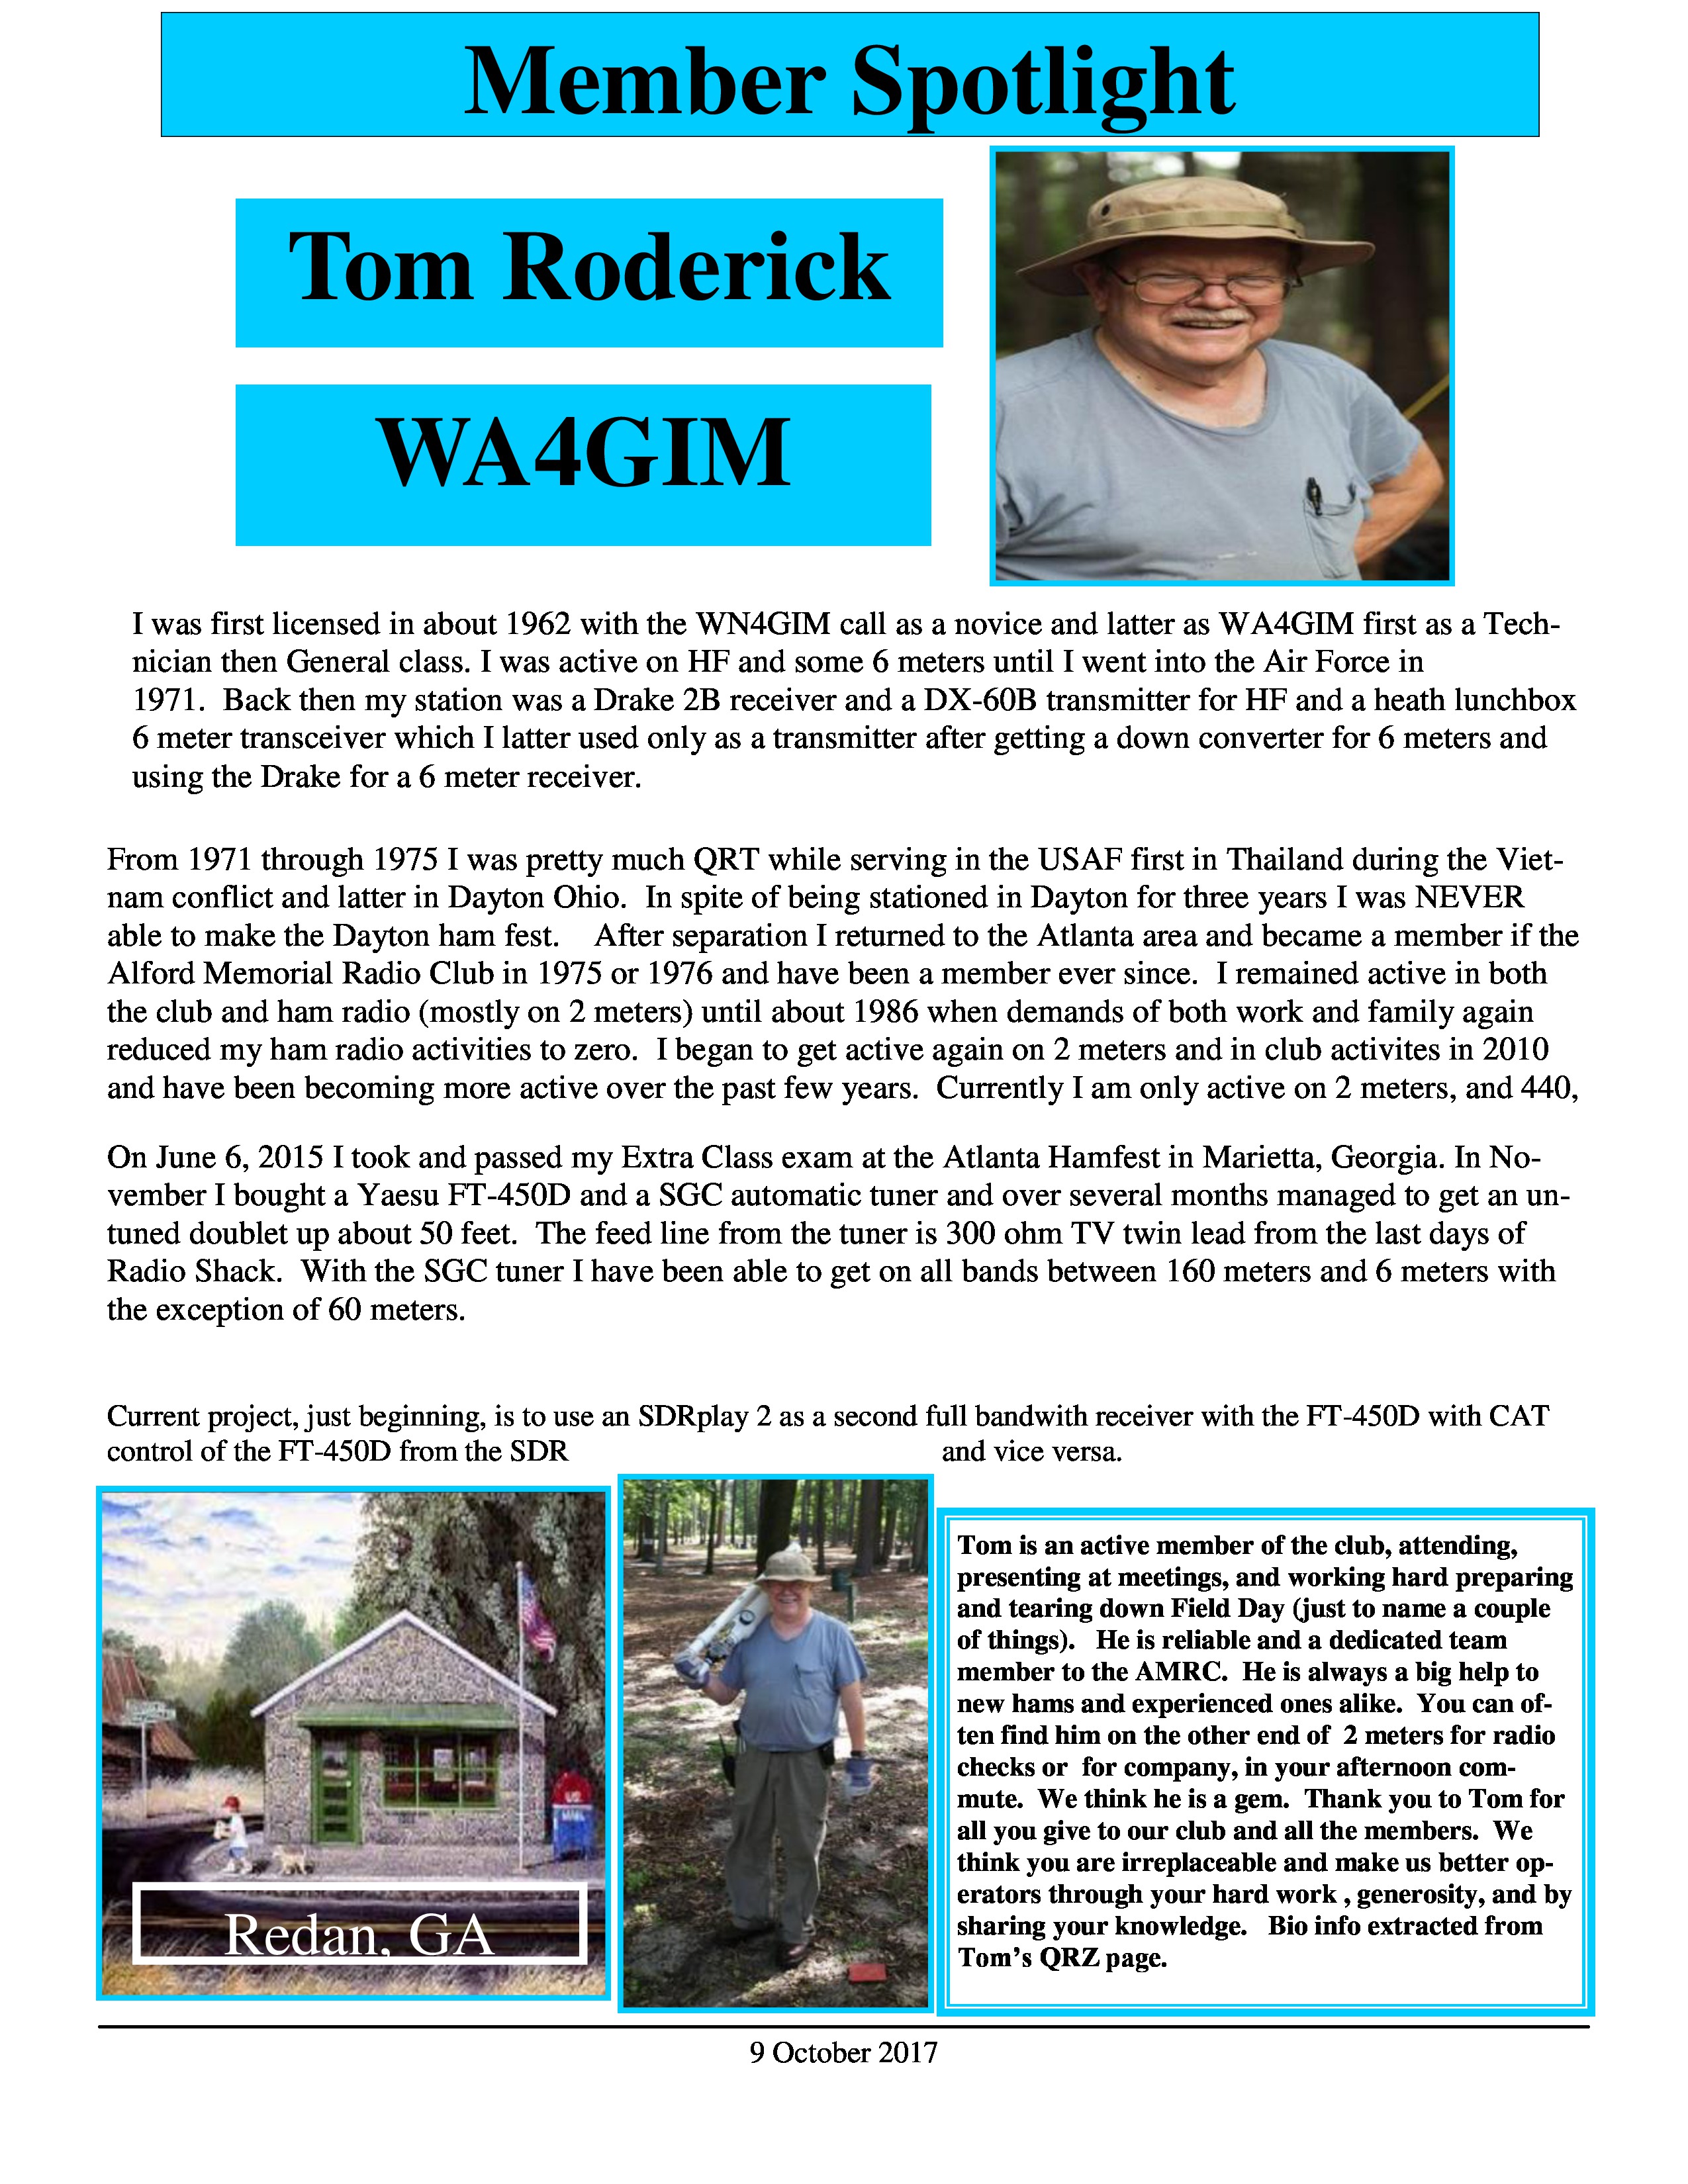 Member Spotlight
Tom Roderick
WA4GIM
I was first licensed in about 1962 with the WN4GIM call as a novice and latter as WA4GIM first as a Tech-
nician then General class. I was active on HF and some 6 meters until I went into the Air Force in
1971.  Back then my station was a Drake 2B receiver and a DX-60B transmitter for HF and a heath lunchbox
6 meter transceiver which I latter used only as a transmitter after getting a down converter for 6 meters and
using the Drake for a 6 meter receiver.
From 1971 through 1975 I was pretty much QRT while serving in the USAF first in Thailand during the Viet-
nam conflict and latter in Dayton Ohio.  In spite of being stationed in Dayton for three years I was NEVER
able to make the Dayton ham fest.    After separation I returned to the Atlanta area and became a member if the
Alford Memorial Radio Club in 1975 or 1976 and have been a member ever since.  I remained active in both
the club and ham radio (mostly on 2 meters) until about 1986 when demands of both work and family again
reduced my ham radio activities to zero.  I began to get active again on 2 meters and in club activites in 2010
and have been becoming more active over the past few years.  Currently I am only active on 2 meters, and 440,
On June 6, 2015 I took and passed my Extra Class exam at the Atlanta Hamfest in Marietta, Georgia. In No-
vember I bought a Yaesu FT-450D and a SGC automatic tuner and over several months managed to get an un-
tuned doublet up about 50 feet.  The feed line from the tuner is 300 ohm TV twin lead from the last days of
Radio Shack.  With the SGC tuner I have been able to get on all bands between 160 meters and 6 meters with
the exception of 60 meters.
Current project, just beginning, is to use an SDRplay 2 as a second full bandwith receiver with the FT-450D with CAT
control of the FT-450D from the SDR and vice versa.
US
MAIL
Redan, GA
Tom is an active member of the club, attending,
presenting at meetings, and working hard preparing
and tearing down Field Day (just to name a couple
of things).   He is reliable and a dedicated team
member to the AMRC.  He is always a big help to
new hams and experienced ones alike.  You can of-
ten find him on the other end of  2 meters for radio
checks or  for company, in your afternoon com-
mute.  We think he is a gem.  Thank you to Tom for
all you give to our club and all the members.  We
think you are irreplaceable and make us better op-
erators through your hard work , generosity, and by
sharing your knowledge.   Bio info extracted from
Tom’s QRZ page.
9 October 2017